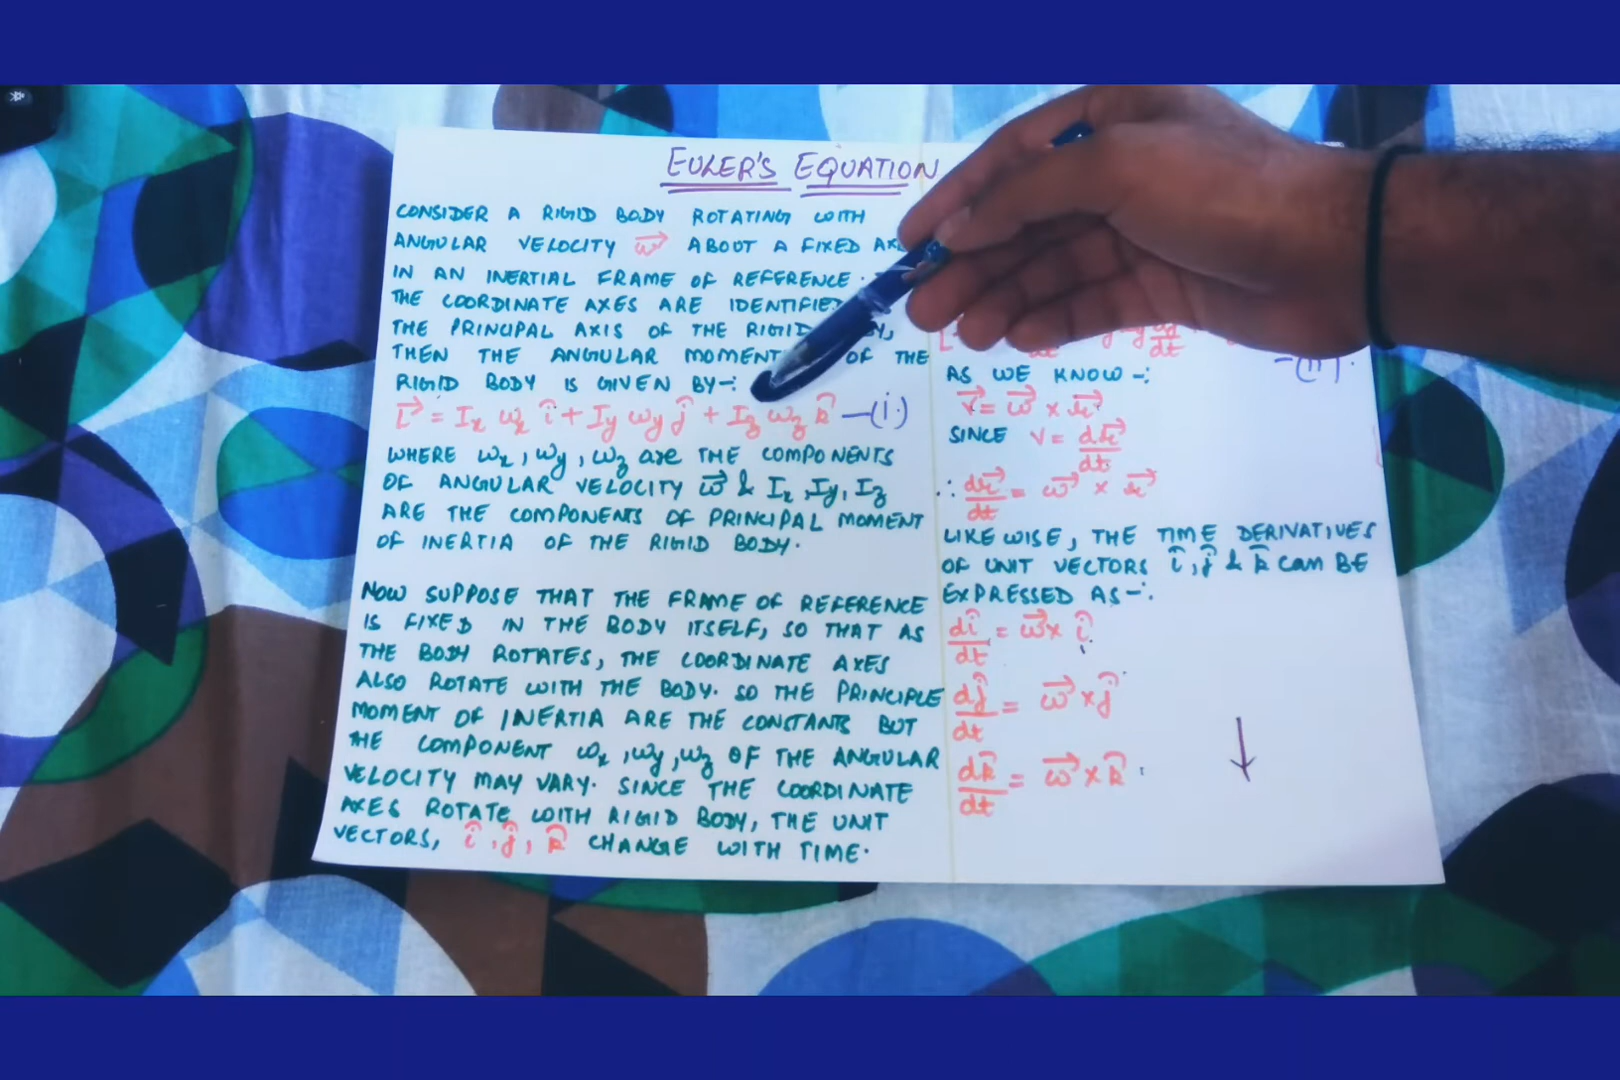 EULER'S EQUATION
CONSIDER A RIGID BODY ROTATING WITH
ANGULAR VELOCITY ω⃗ ABOUT A FIXED
IN AN INERTIAL FRAME OF REFERENCE.
THE COORDINATE AXES ARE IDENTIFIED
THE PRINCIPAL AXIS OF THE RIGID
THEN THE ANGULAR OF THE
RIGID BODY IS GIVEN BY-:
L⃗ = Iₓ ωₓ î + Iy ωy ĵ + Iz ωz k̂ —(i.)
WHERE ωₓ, ωy, ωz are THE COMPONENTS
OF ANGULAR VELOCITY ω⃗ & Iₓ, Iy, Iz
ARE THE COMPONENTS OF PRINCIPAL MOMENT
OF INERTIA OF THE RIGID BODY.
NOW SUPPOSE THAT THE FRAME OF REFERENCE
IS FIXED IN THE BODY ITSELF, SO THAT AS
THE BODY ROTATES, THE COORDINATE AXES
ALSO ROTATE WITH THE BODY. SO THE PRINCIPLE
MOMENT OF INERTIA ARE THE CONSTANTS BUT
THE COMPONENT ωₓ, ωy, ωz OF THE ANGULAR
VELOCITY MAY VARY. SINCE THE COORDINATE
AXES ROTATE WITH RIGID BODY, THE UNIT
VECTORS, î, ĵ, k̂ CHANGE WITH TIME.
—(ii).
AS WE KNOW -:
v⃗ = ω⃗ × r⃗
SINCE v = dr⃗/dt
∴ dr⃗/dt = ω⃗ × r⃗
LIKEWISE, THE TIME DERIVATIVES
OF UNIT VECTORS î, ĵ & k̂ can BE
EXPRESSED AS -:
dî/dt = ω⃗ × î
dĵ/dt = ω⃗ × ĵ
dk̂/dt = ω⃗ × k̂